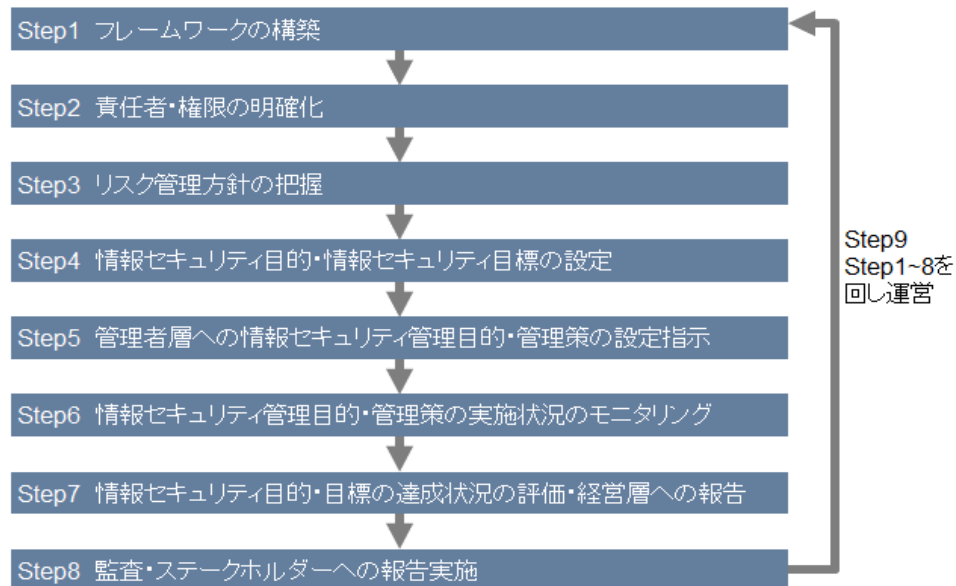 Step1 フレームワークの構築
Step2 責任者・権限の明確化
Step3 リスク管理方針の把握
Step4 情報セキュリティ目的・情報セキュリティ目標の設定
Step5 管理者層への情報セキュリティ管理目的・管理策の設定指示
Step6 情報セキュリティ管理目的・管理策の実施状況のモニタリング
Step7 情報セキュリティ目的・目標の達成状況の評価・経営層への報告
Step8 監査・ステークホルダーへの報告実施
Step9
Step1~8を
回し運営